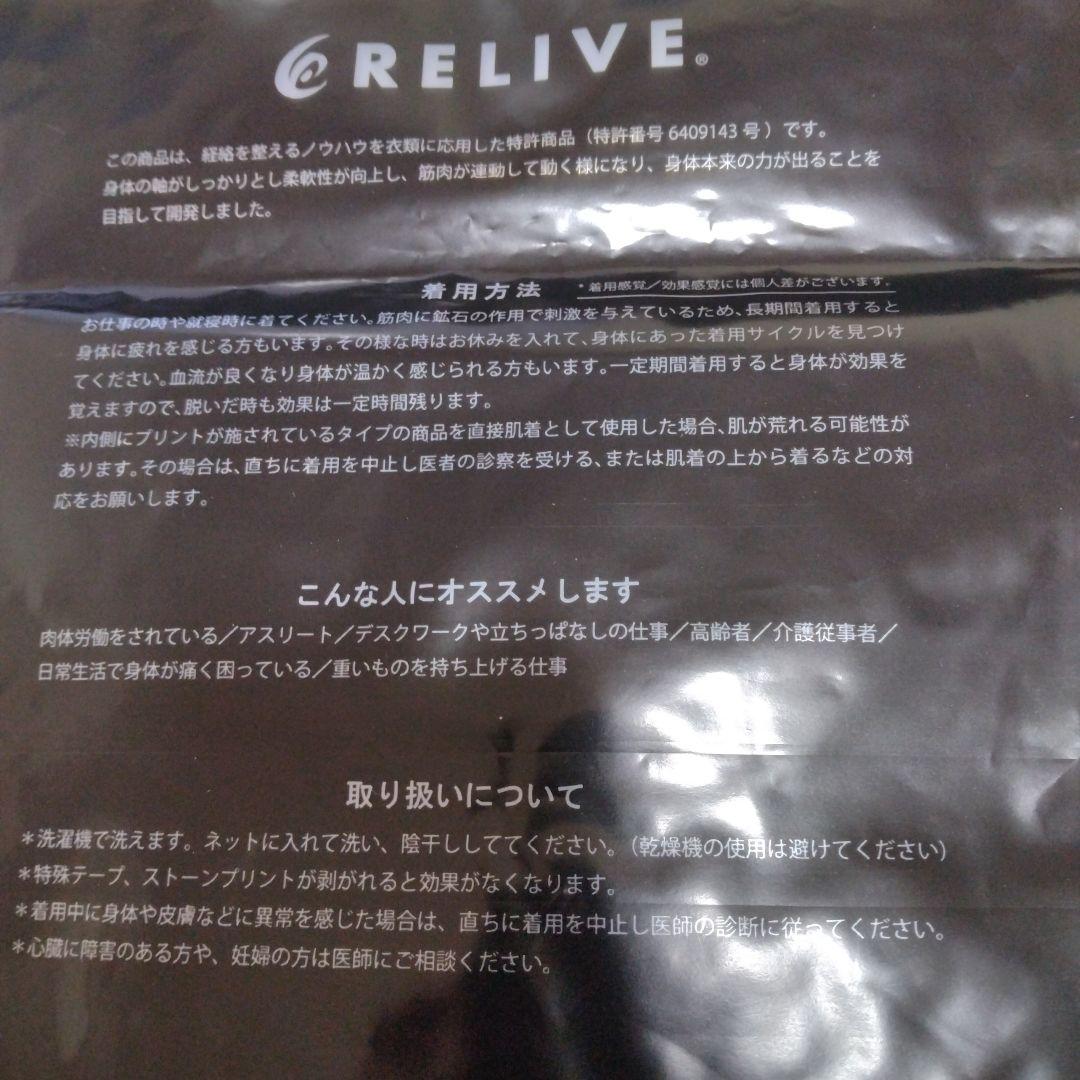 RELIVE®
この商品は、経絡を整えるノウハウを衣類に応用した特許商品（特許番号 6409143 号 ）です。
身体の軸がしっかりとし柔軟性が向上し、筋肉が連動して動く様になり、身体本来の力が出ることを
目指して開発しました。
着用方法 *着用感覚／効果感覚には個人差がございます。
お仕事の時や就寝時に着てください。筋肉に鉱石の作用で刺激を与えているため、長期間着用すると
身体に疲れを感じる方もいます。その様な時はお休みを入れて、身体にあった着用サイクルを見つけ
てください。血流が良くなり身体が温かく感じられる方もいます。一定期間着用すると身体が効果を
覚えますので、脱いだ時も効果は一定時間残ります。
※内側にプリントが施されているタイプの商品を直接肌着として使用した場合、肌が荒れる可能性が
あります。その場合は、直ちに着用を中止し医者の診察を受ける、または肌着の上から着るなどの対
応をお願いします。
こんな人にオススメします
肉体労働をされている／アスリート／デスクワークや立ちっぱなしの仕事／高齢者／介護従事者／
日常生活で身体が痛く困っている／重いものを持ち上げる仕事
取り扱いについて
＊洗濯機で洗えます。ネットに入れて洗い、陰干ししててください。（乾燥機の使用は避けてください）
＊特殊テープ、ストーンプリントが剥がれると効果がなくなります。
＊着用中に身体や皮膚などに異常を感じた場合は、直ちに着用を中止し医師の診断に従ってください。
＊心臓に障害のある方や、妊婦の方は医師にご相談ください。